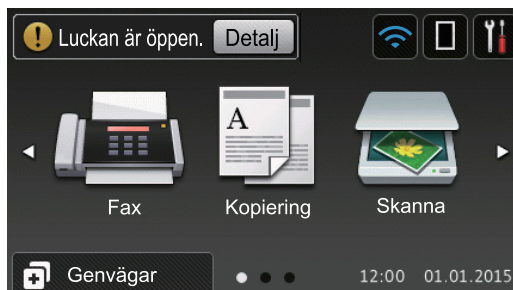 Luckan är öppen. Detalj
A
Fax Kopiering Skanna
Genvägar 12:00 01.01.2015